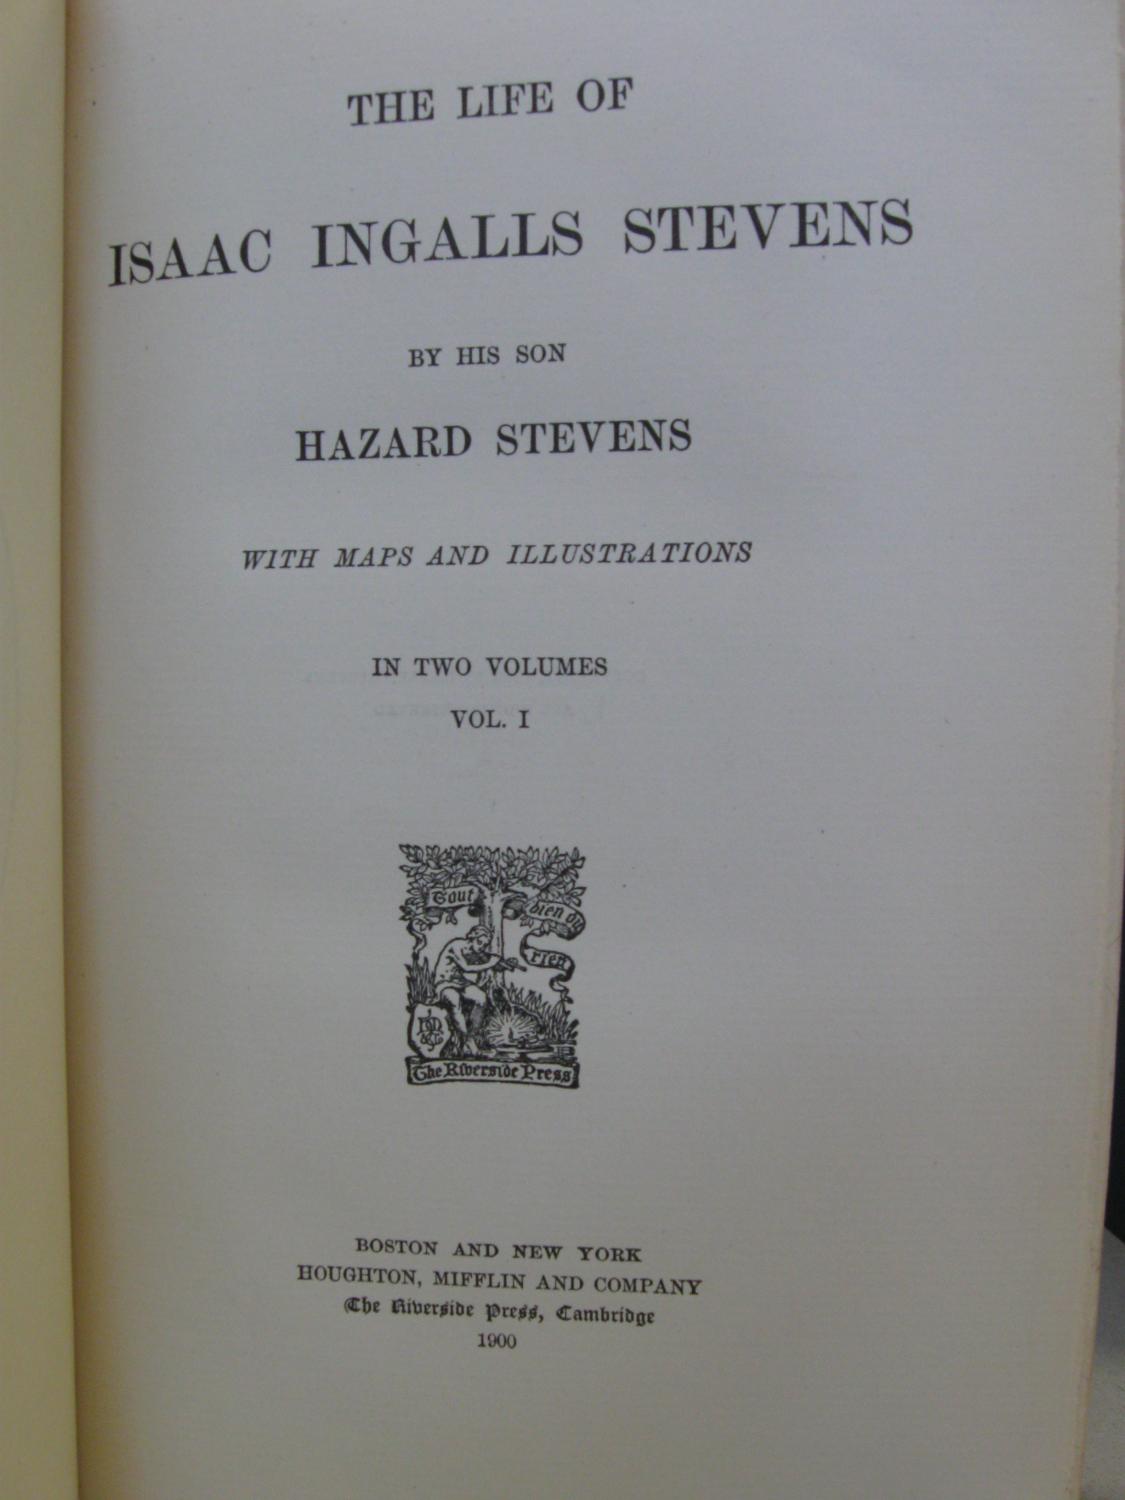 THE LIFE OF
ISAAC INGALLS STEVENS
BY HIS SON
HAZARD STEVENS
WITH MAPS AND ILLUSTRATIONS
IN TWO VOLUMES
VOL. I
Tout
bien ou
rien
The Riverside Press
BOSTON AND NEW YORK
HOUGHTON, MIFFLIN AND COMPANY
The Riverside Press, Cambridge
1900